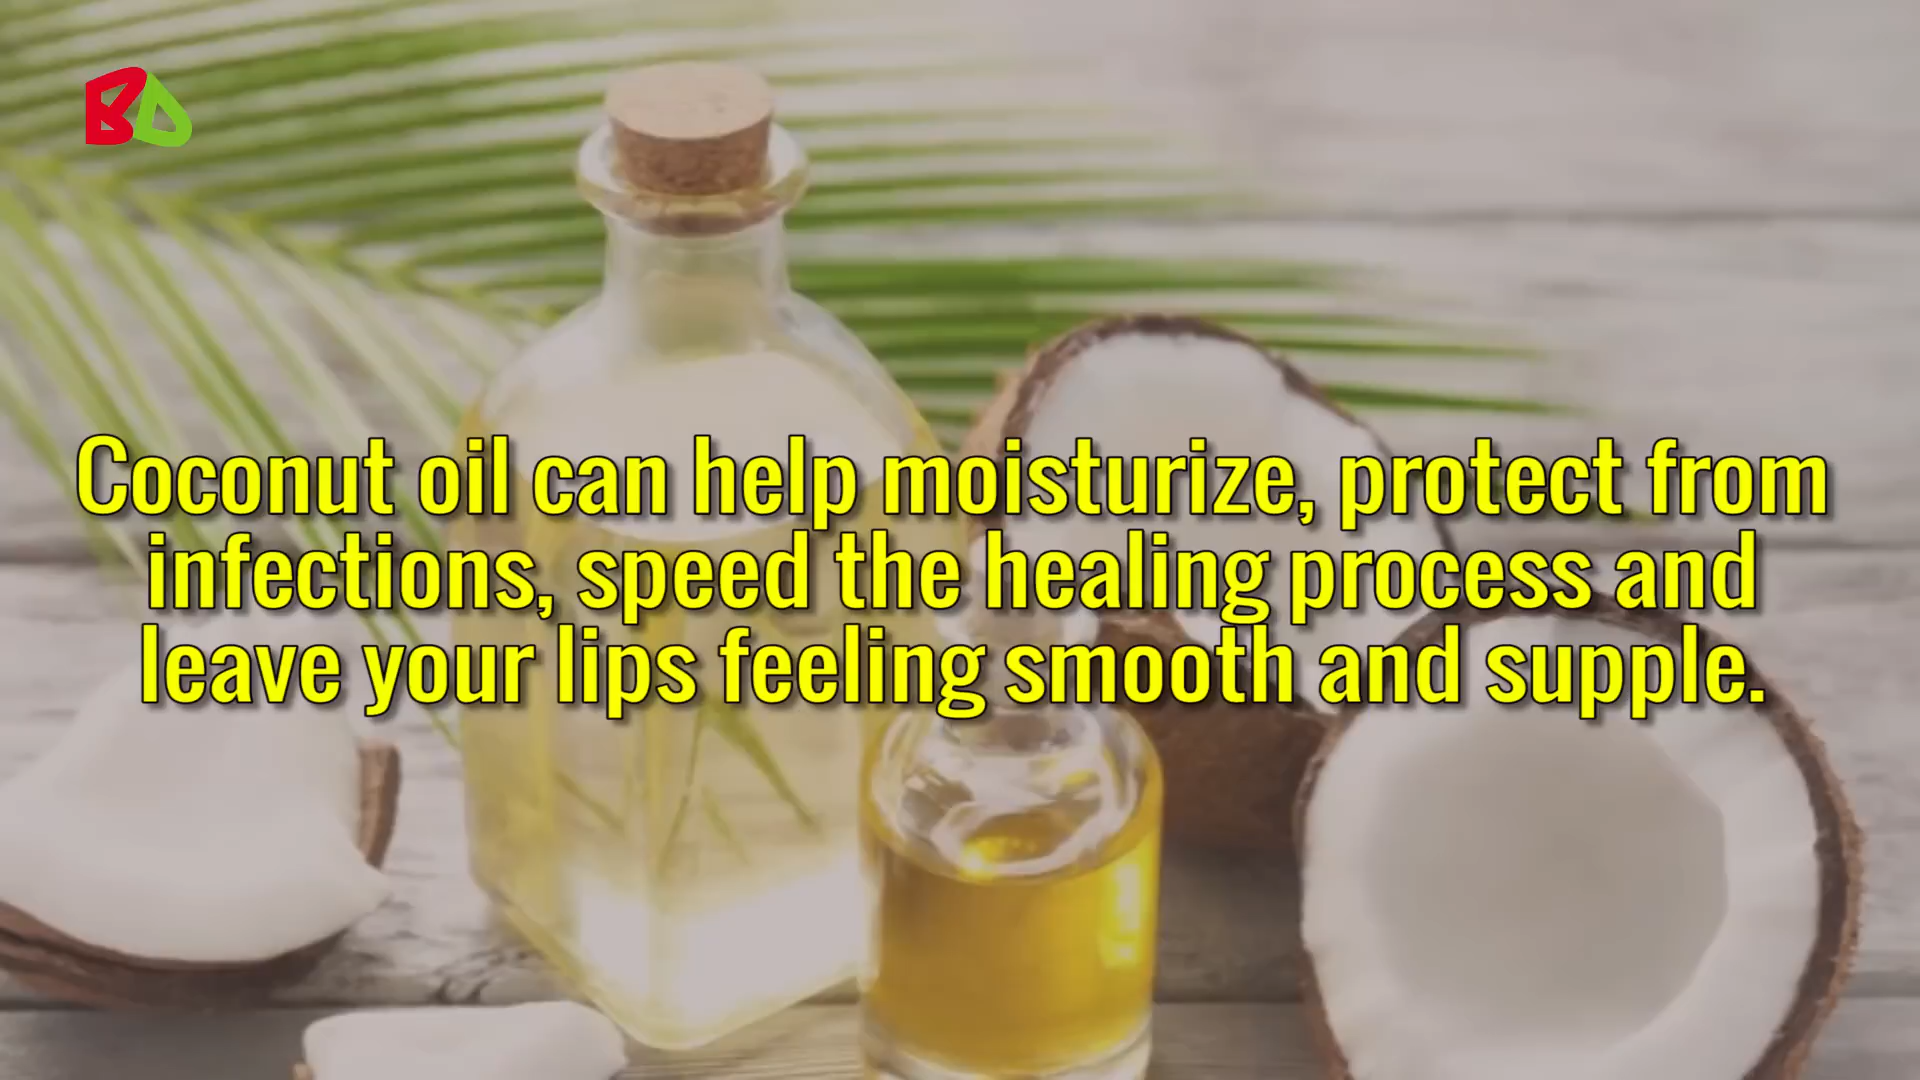 BD
Coconut oil can help moisturize, protect from
infections, speed the healing process and
leave your lips feeling smooth and supple.